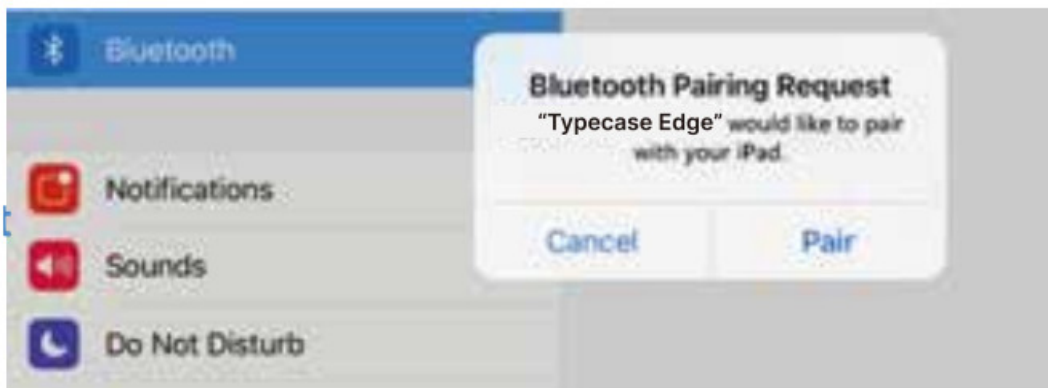 Bluetooth
Bluetooth Pairing Request
“Typecase Edge” would like to pair
with your iPad.
Notifications
Cancel
Pair
Sounds
Do Not Disturb